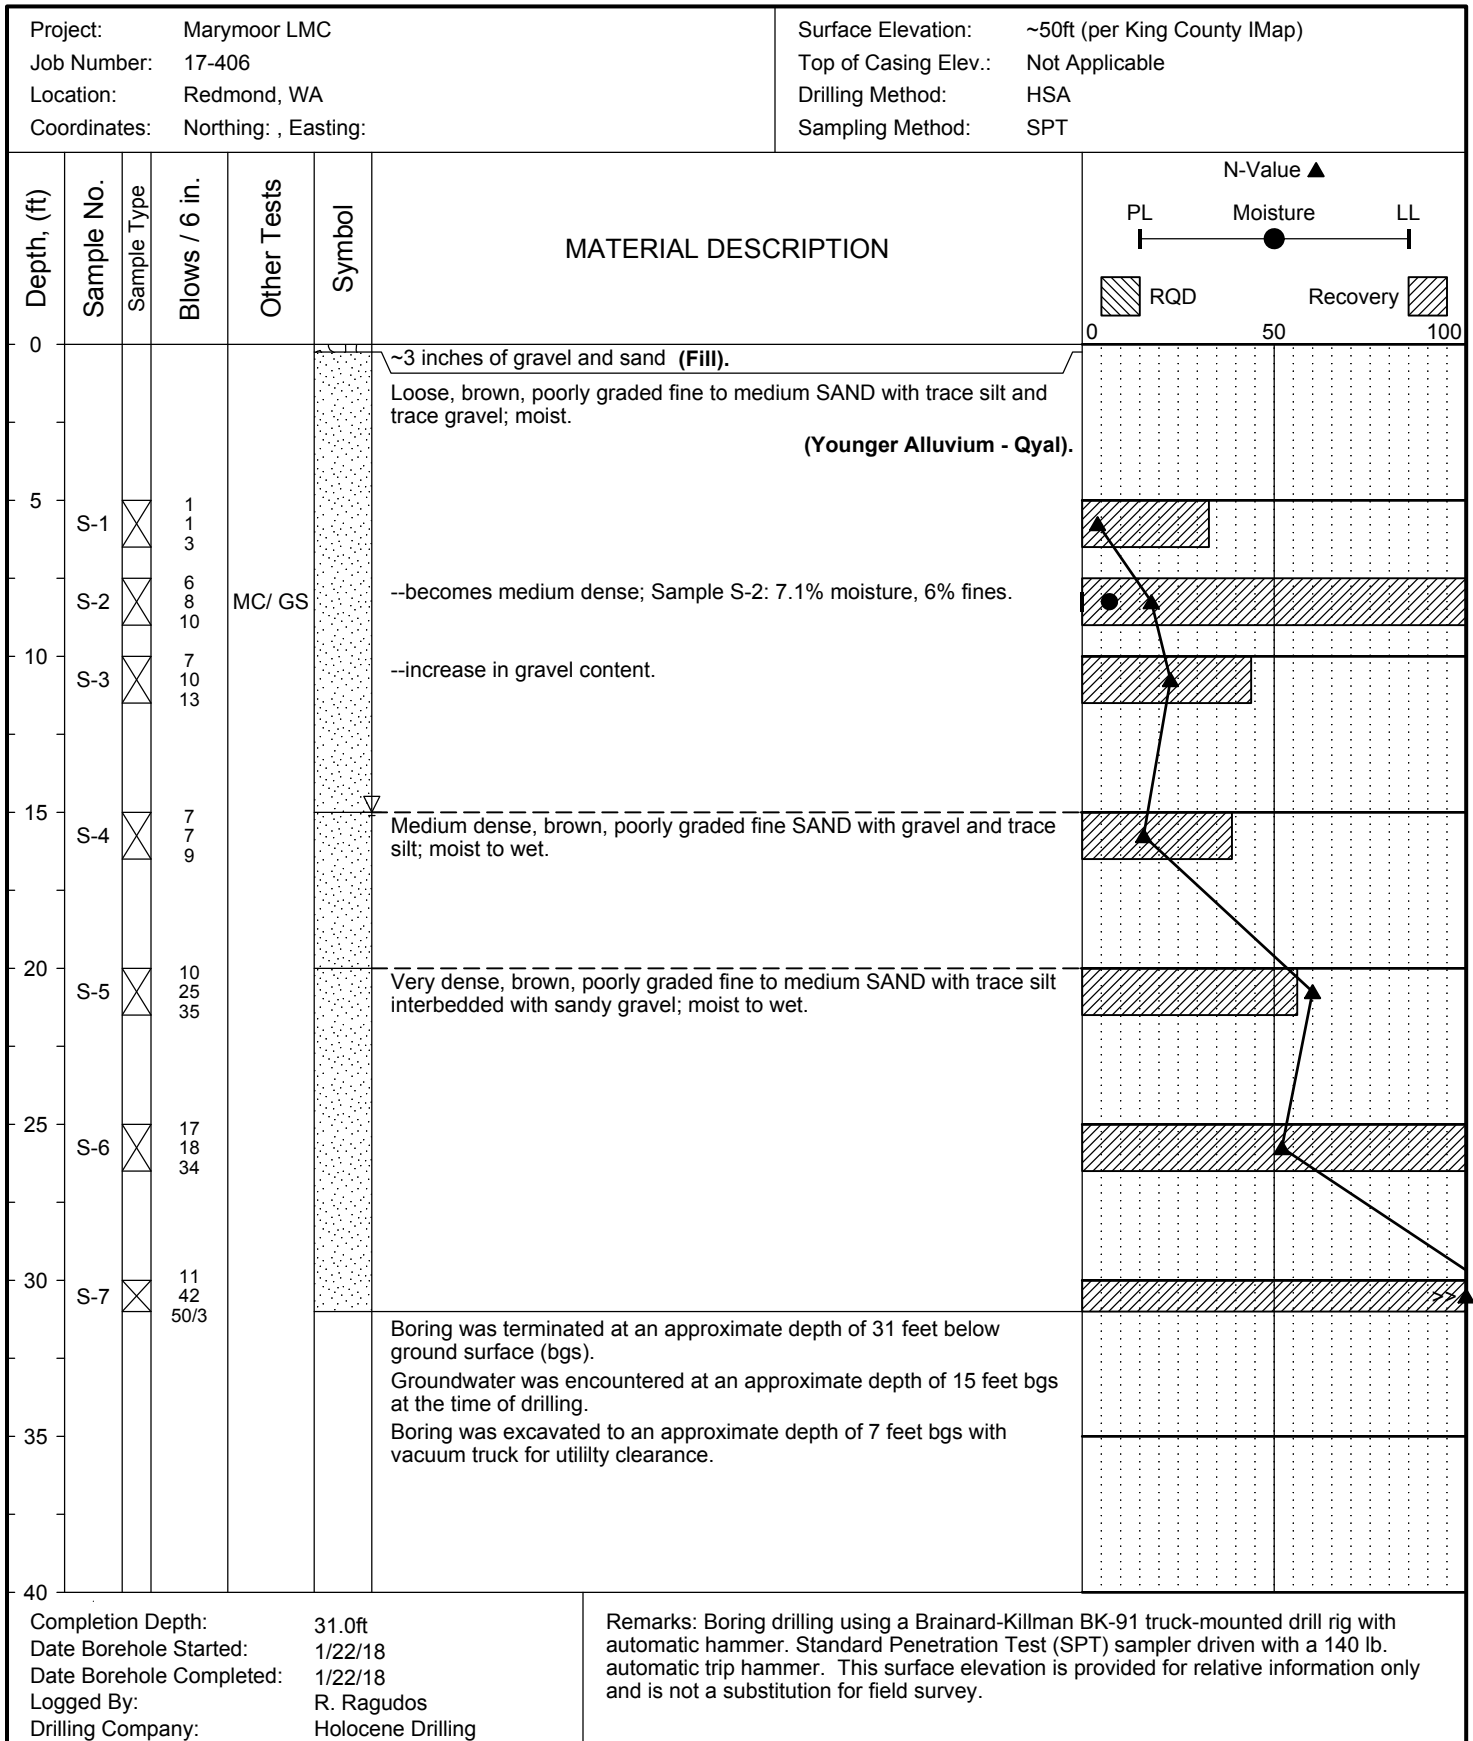 Project: Marymoor LMC
Job Number: 17-406
Location: Redmond, WA
Coordinates: Northing: , Easting:
Surface Elevation: ~50ft (per King County IMap)
Top of Casing Elev.: Not Applicable
Drilling Method: HSA
Sampling Method: SPT
Depth, (ft)
Sample No.
Sample Type
Blows / 6 in.
Other Tests
Symbol
MATERIAL DESCRIPTION
N-Value
PL Moisture LL
RQD Recovery
0 50 100
0
~3 inches of gravel and sand (Fill).
Loose, brown, poorly graded fine to medium SAND with trace silt and
trace gravel; moist.
(Younger Alluvium - Qyal).
5
S-1
1
1
3
S-2
6
8
10
MC/ GS
--becomes medium dense; Sample S-2: 7.1% moisture, 6% fines.
10
S-3
7
10
13
--increase in gravel content.
15
S-4
7
7
9
Medium dense, brown, poorly graded fine SAND with gravel and trace
silt; moist to wet.
20
S-5
10
25
35
Very dense, brown, poorly graded fine to medium SAND with trace silt
interbedded with sandy gravel; moist to wet.
25
S-6
17
18
34
30
S-7
11
42
50/3
>>
Boring was terminated at an approximate depth of 31 feet below
ground surface (bgs).
Groundwater was encountered at an approximate depth of 15 feet bgs
at the time of drilling.
Boring was excavated to an approximate depth of 7 feet bgs with
vacuum truck for utililty clearance.
35
40
Completion Depth: 31.0ft
Date Borehole Started: 1/22/18
Date Borehole Completed: 1/22/18
Logged By: R. Ragudos
Drilling Company: Holocene Drilling
Remarks: Boring drilling using a Brainard-Killman BK-91 truck-mounted drill rig with
automatic hammer. Standard Penetration Test (SPT) sampler driven with a 140 lb.
automatic trip hammer. This surface elevation is provided for relative information only
and is not a substitution for field survey.